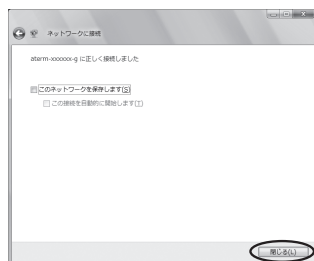 ネットワークに接続
aterm-xxxxxx-g に正しく接続しました
このネットワークを保存します(S)
この接続を自動的に開始します(T)
閉じる(L)